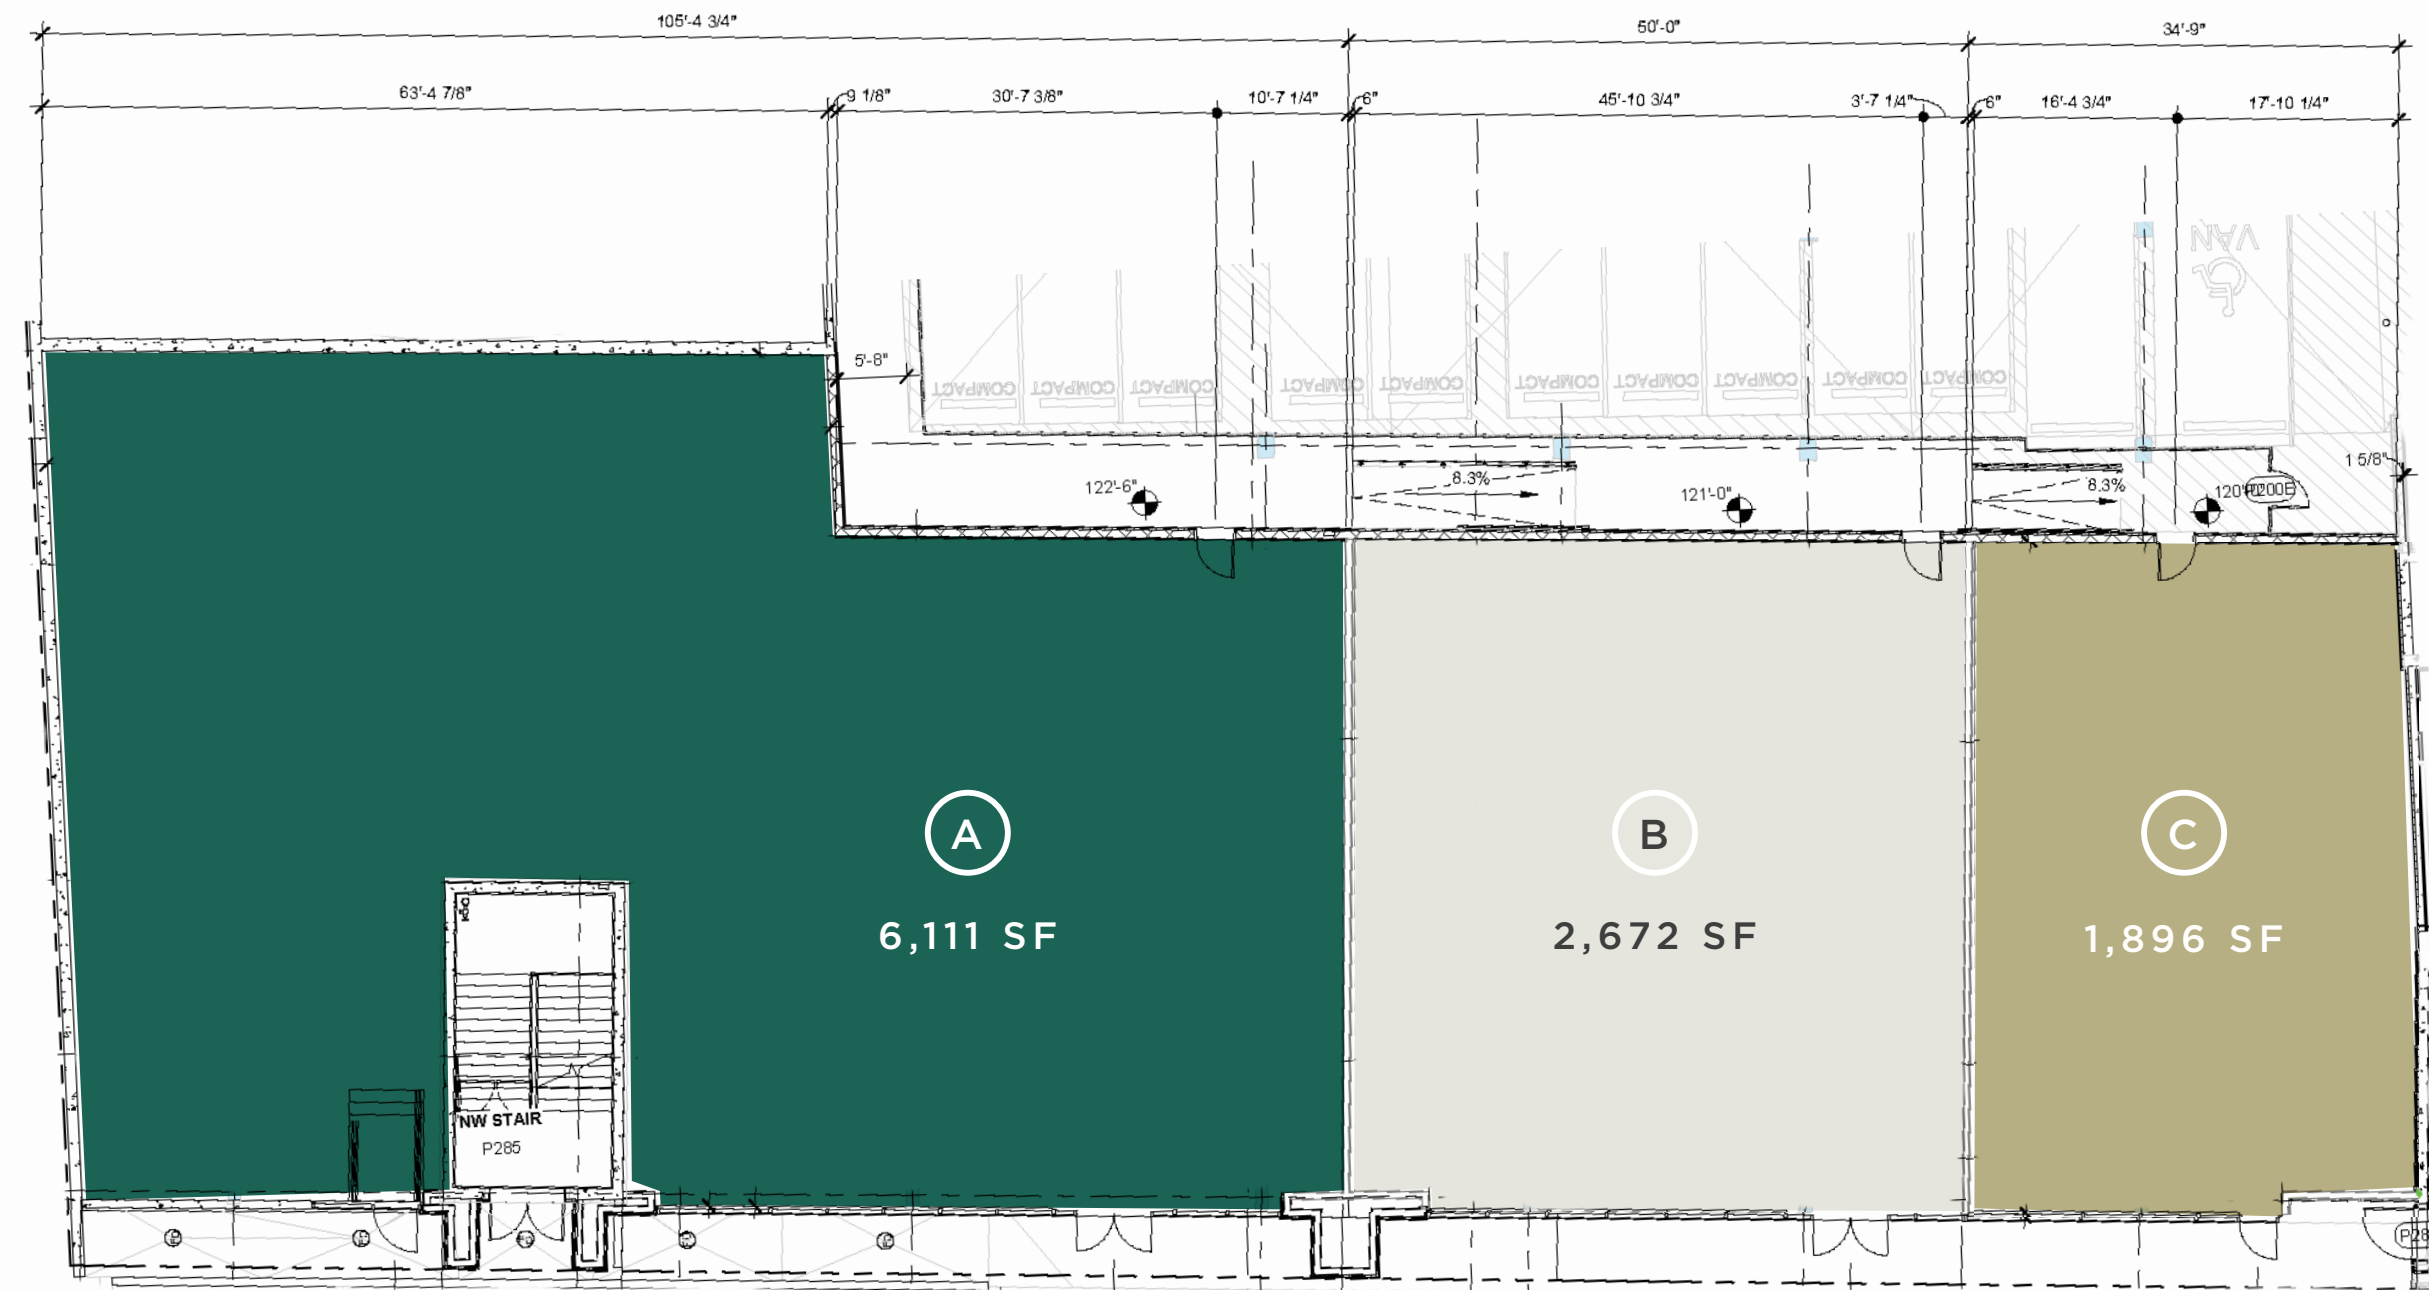 105'-4 3/4"
50'-0"
34'-9"
63'-4 7/8"
9 1/8"
30'-7 3/8"
10'-7 1/4"
6"
45'-10 3/4"
3'-7 1/4"
6"
16'-4 3/4"
17'-10 1/4"
VAN
5'-8"
COMPACT
COMPACT
COMPACT
COMPACT
COMPACT
COMPACT
COMPACT
COMPACT
COMPACT
COMPACT
122'-6"
8.3%
121'-0"
8.3%
1 5/8"
P200E
A
6,111 SF
B
2,672 SF
C
1,896 SF
NW STAIR
P285